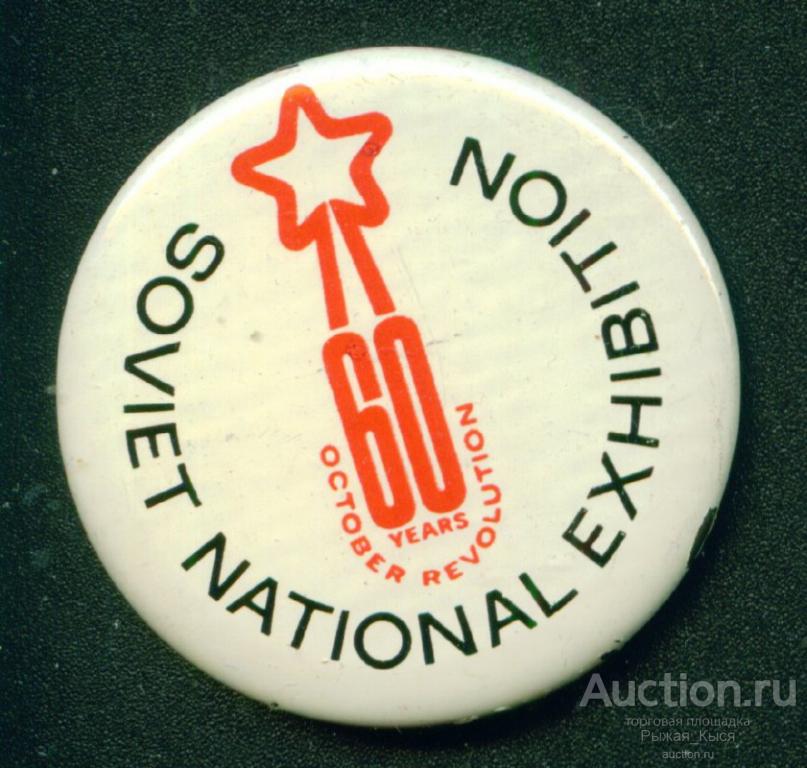 SOVIET NATIONAL EXHIBITION
60
YEARS
OCTOBER REVOLUTION
Auction.ru
торговая площадка
Рыжая_Кыся
auction.ru